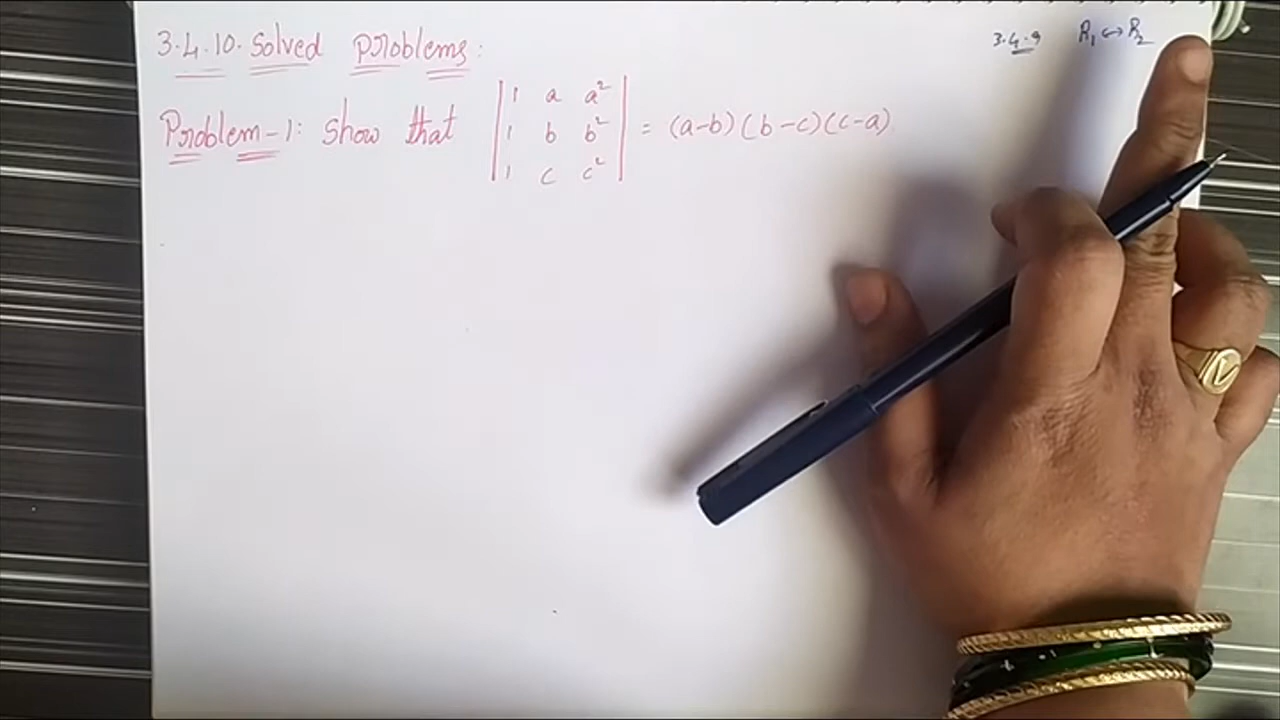 3.4.10. Solved Problems:
3.4.9 R₁↔R₂
Problem-1: Show that | 1 a a² | = (a-b)(b-c)(c-a)
| 1 b b² |
| 1 c c² |